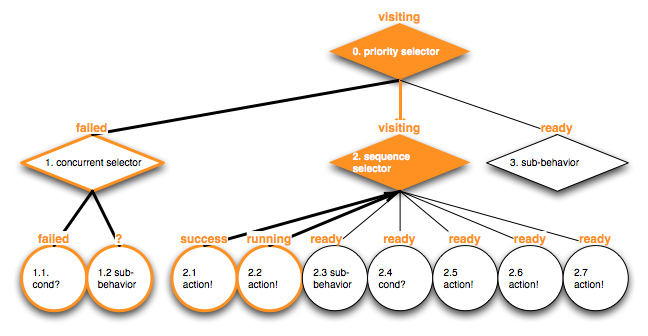 visiting
0. priority selector
failed
visiting
ready
1. concurrent selector
2. sequence
selector
3. sub-behavior
failed
?
success
running
ready
ready
ready
ready
ready
1.1.
cond?
1.2 sub-
behavior
2.1
action!
2.2
action!
2.3 sub-
behavior
2.4
cond?
2.5
action!
2.6
action!
2.7
action!